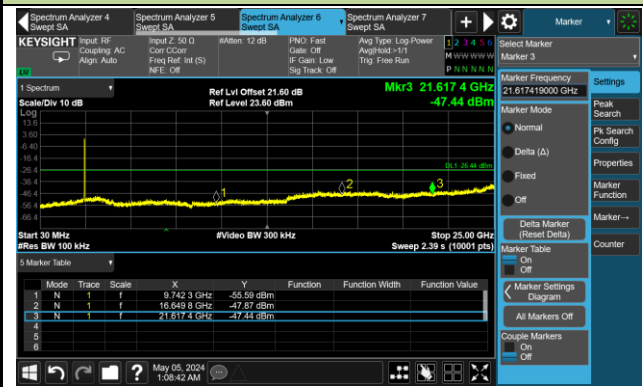 Spectrum Analyzer 4
Swept SA
Spectrum Analyzer 5
Swept SA
Spectrum Analyzer 6
Swept SA
Spectrum Analyzer 7
Swept SA
Marker
KEYSIGHT
Input: RF
Coupling: AC
Align: Auto
Input Z: 50 Ω
Corr CCorr
Freq Ref: Int (S)
NFE: Off
#Atten: 12 dB
PNO: Fast
Gate: Off
IF Gain: Low
Sig Track: Off
Avg Type: Log-Power
Avg|Hold:>1/1
Trig: Free Run
1 2 3 4 5 6
M W W W W W
P N N N N N
Select Marker
Marker 3
1 Spectrum
Scale/Div 10 dB
Ref Lvl Offset 21.60 dB
Ref Level 23.60 dBm
Mkr3 21.617 4 GHz
-47.44 dBm
Log
13.6
3.60
-6.40
-16.4
-26.4
-36.4
-46.4
-56.4
-66.4
DL1 -26.44 dBm
1
2
3
Start 30 MHz
#Res BW 100 kHz
#Video BW 300 kHz
Stop 25.00 GHz
Sweep 2.39 s (10001 pts)
5 Marker Table
Mode Trace Scale X Y Function Function Width Function Value
1 N 1 f 9.742 3 GHz -55.59 dBm
2 N 1 f 16.649 8 GHz -47.87 dBm
3 N 1 f 21.617 4 GHz -47.44 dBm
4
5
6
Marker Frequency
21.617419000 GHz
Marker Mode
Normal
Delta (Δ)
Fixed
Off
Delta Marker
(Reset Delta)
Marker Table
On
Off
Marker Settings
Diagram
All Markers Off
Couple Markers
On
Off
Settings
Peak
Search
Pk Search
Config
Properties
Marker
Function
Marker→
Counter
May 05, 2024
1:08:42 AM